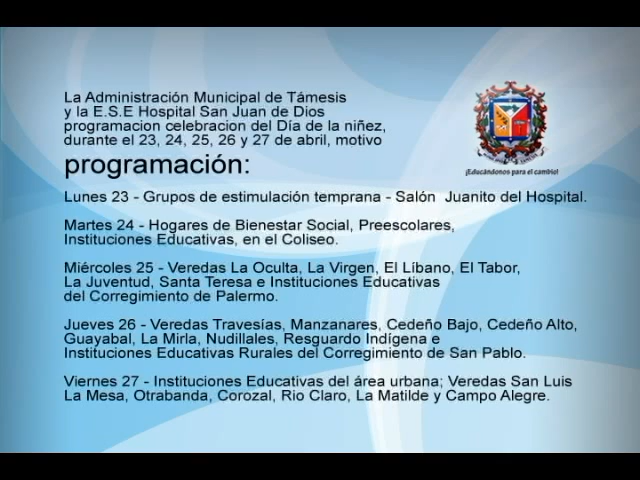 La Administración Municipal de Támesis
y la E.S.E Hospital San Juan de Dios
programacion celebracion del Día de la niñez,
durante el 23, 24, 25, 26 y 27 de abril, motivo
programación:
¡Educándonos para el cambio!
Lunes 23 - Grupos de estimulación temprana - Salón  Juanito del Hospital.
Martes 24 - Hogares de Bienestar Social, Preescolares,
Instituciones Educativas, en el Coliseo.
Miércoles 25 - Veredas La Oculta, La Virgen, El Líbano, El Tabor,
La Juventud, Santa Teresa e Instituciones Educativas
del Corregimiento de Palermo.
Jueves 26 - Veredas Travesías, Manzanares, Cedeño Bajo, Cedeño Alto,
Guayabal, La Mirla, Nudillales, Resguardo Indígena e
Instituciones Educativas Rurales del Corregimiento de San Pablo.
Viernes 27 - Instituciones Educativas del área urbana; Veredas San Luis
La Mesa, Otrabanda, Corozal, Rio Claro, La Matilde y Campo Alegre.